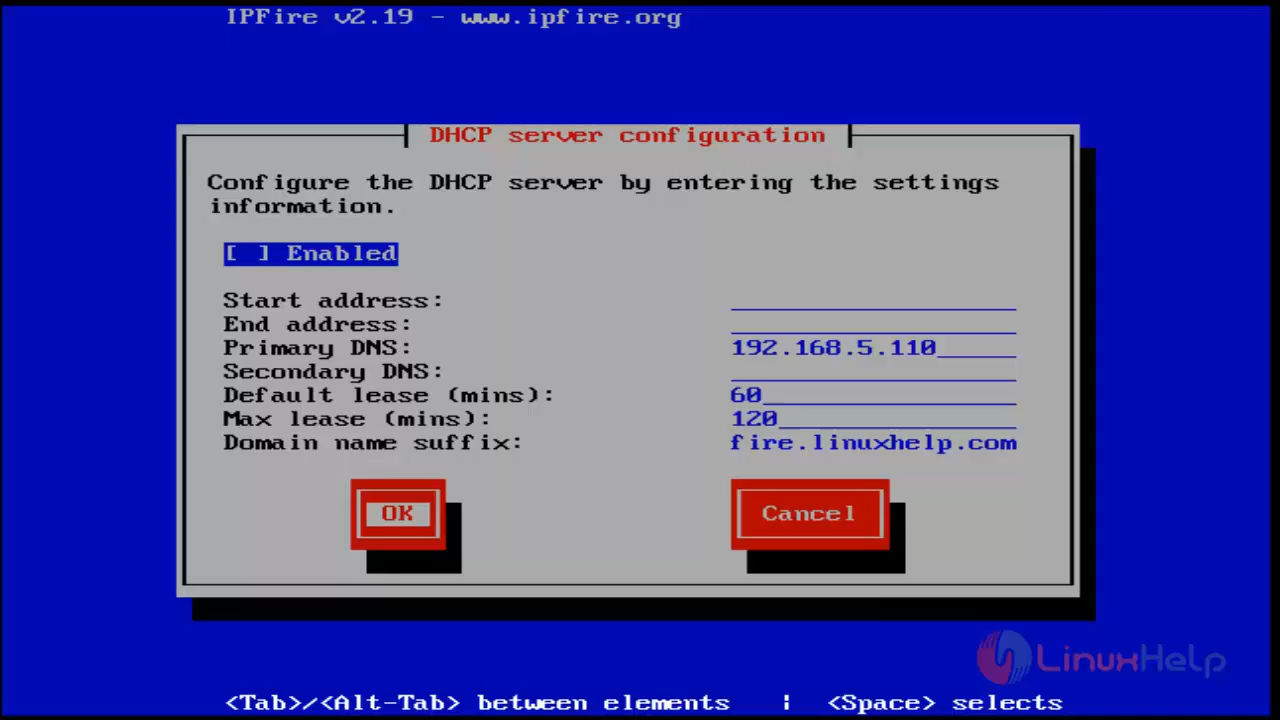 IPFire v2.19 - www.ipfire.org
DHCP server configuration
Configure the DHCP server by entering the settings
information.
[ ] Enabled
Start address:
End address:
Primary DNS: 192.168.5.110
Secondary DNS:
Default lease (mins): 60
Max lease (mins): 120
Domain name suffix: fire.linuxhelp.com
OK Cancel
LinuxHelp
<Tab>/<Alt-Tab> between elements | <Space> selects